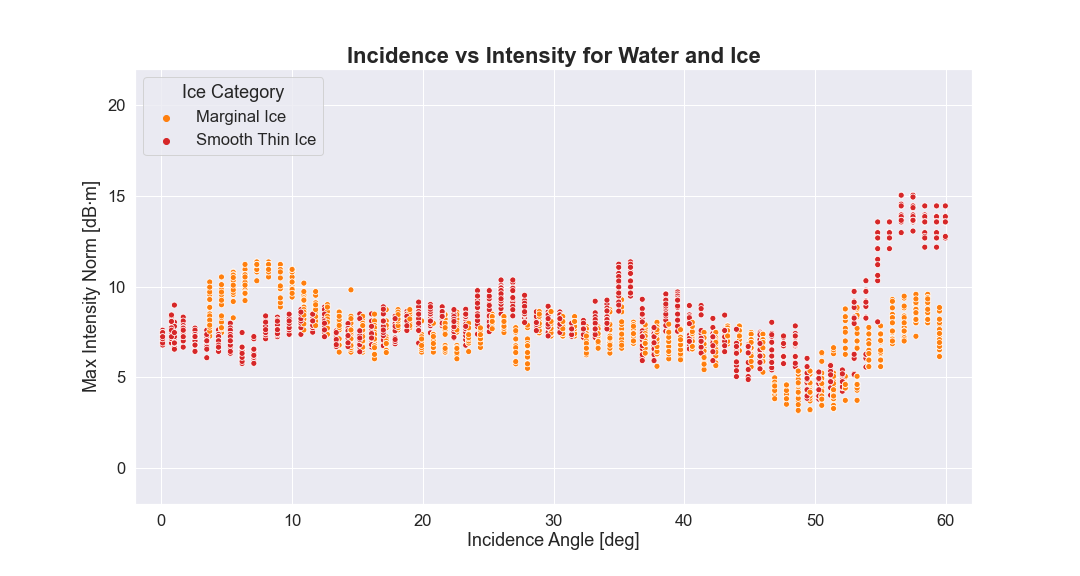 Incidence vs Intensity for Water and Ice
Ice Category
Marginal Ice
Smooth Thin Ice
Max Intensity Norm [dB·m]
20
15
10
5
0
0 10 20 30 40 50 60
Incidence Angle [deg]